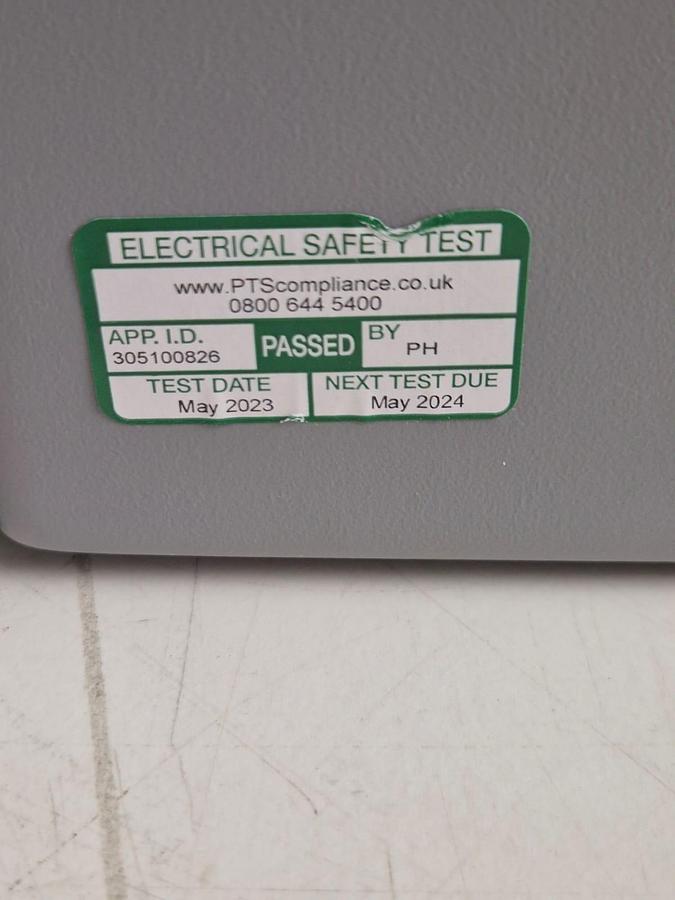 ELECTRICAL SAFETY TEST
www.PTScompliance.co.uk
0800 644 5400
APP. I.D.
305100826
PASSED
BY
PH
TEST DATE
May 2023
NEXT TEST DUE
May 2024